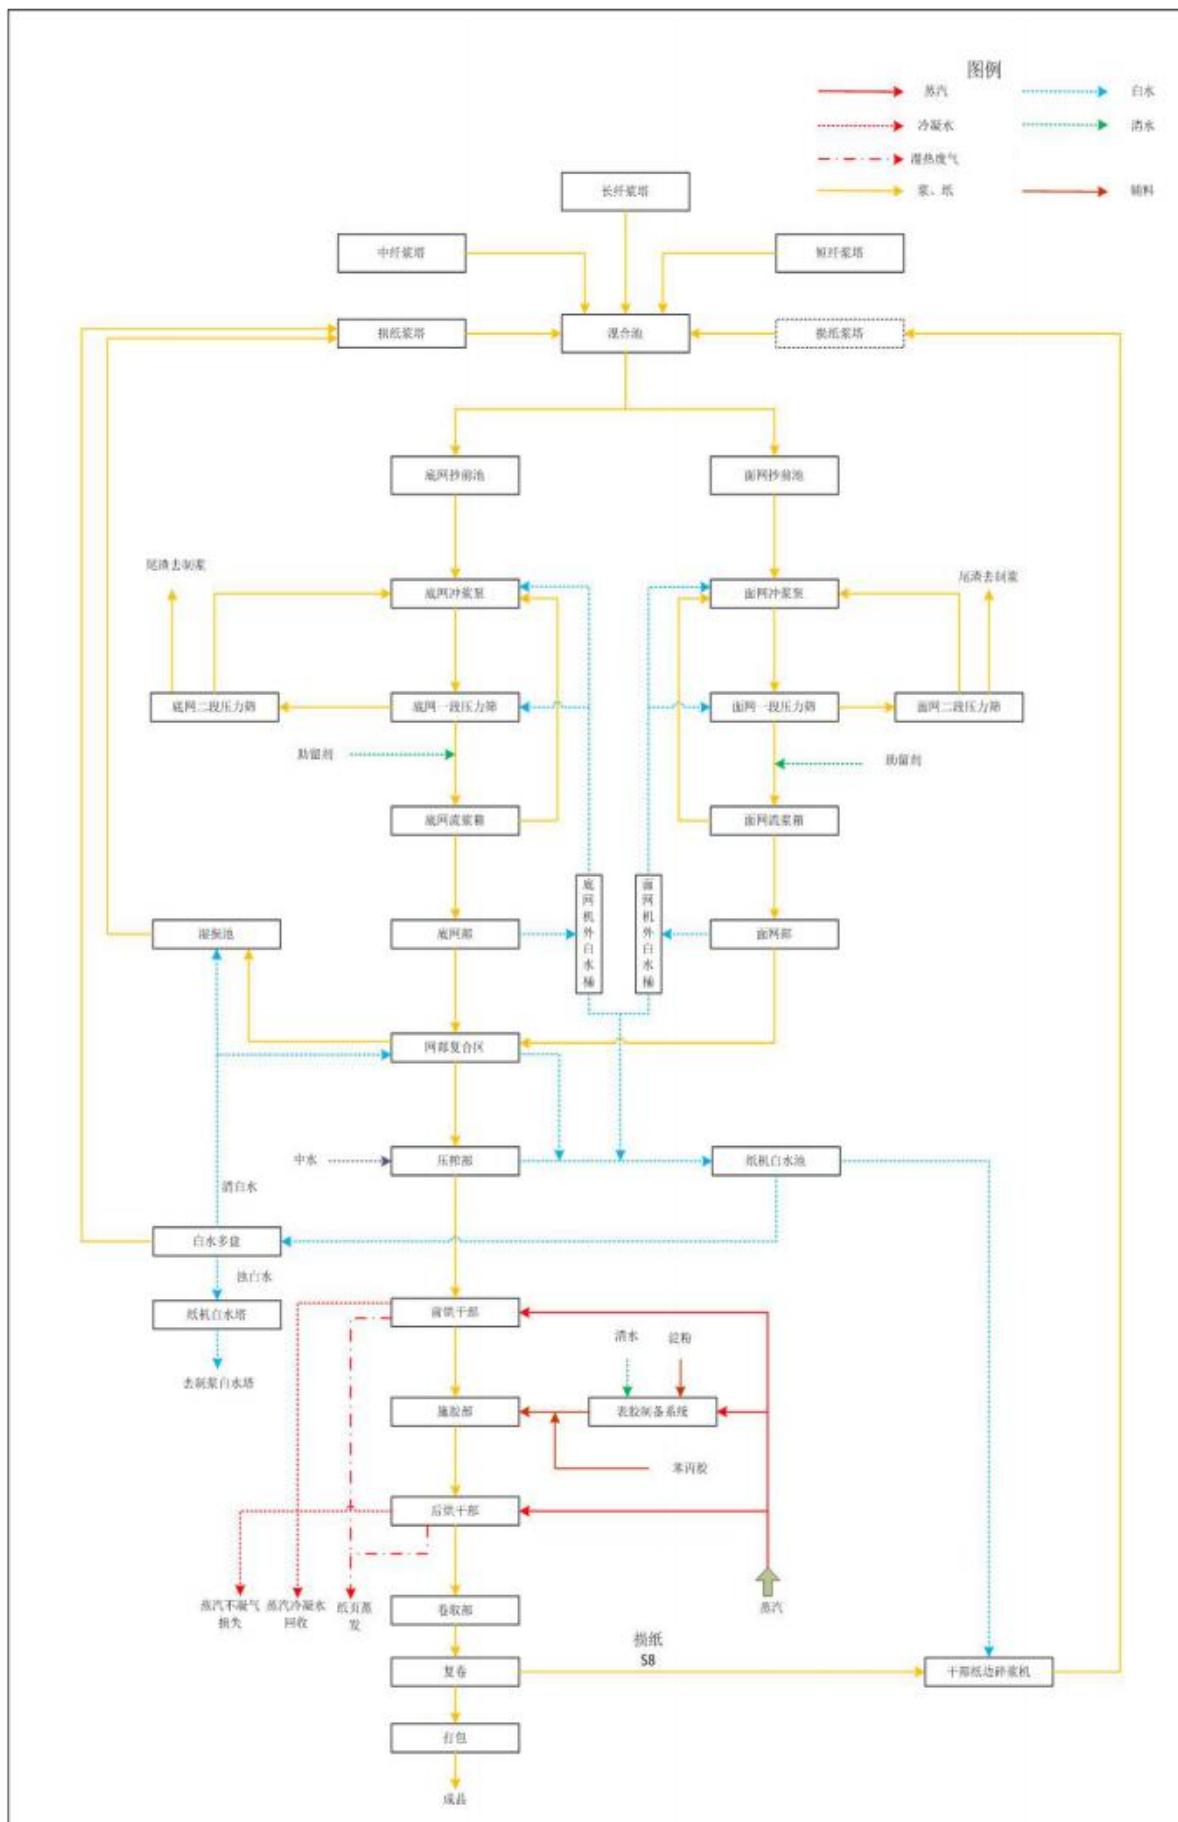 图例
蒸汽
白水
冷凝水
清水
湿热废气
浆、纸
辅料
长纤浆塔
中纤浆塔
短纤浆塔
损纸浆塔
混合池
损纸浆塔
底网抄前池
面网抄前池
尾渣去制浆
尾渣去制浆
底网冲浆泵
面网冲浆泵
底网二段压力筛
底网一段压力筛
面网一段压力筛
面网二段压力筛
助留剂
助留剂
底网流浆箱
面网流浆箱
底网机外白水桶
面网机外白水桶
湿损池
底网部
面网部
网部复合区
中水
压榨部
纸机白水池
清白水
白水多盘
浊白水
纸机白水塔
去制浆白水塔
前烘干部
清水
淀粉
施胶部
表胶制备系统
苯丙胶
后烘干部
蒸汽不凝气
损失
蒸汽冷凝水
回收
纸页蒸
发
卷取部
蒸汽
损纸
S8
复卷
干部纸边碎浆机
打包
成品